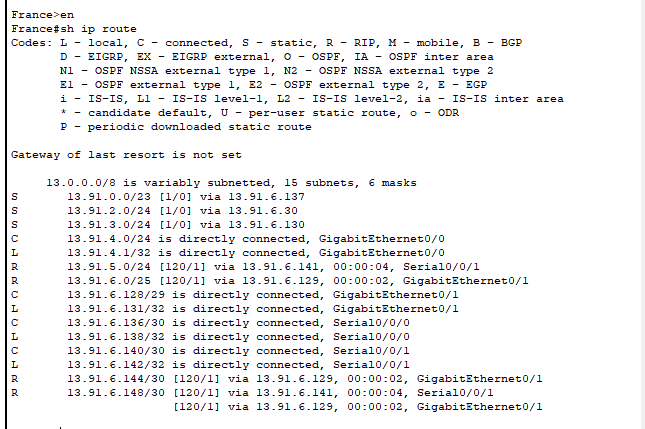 France>en
France#sh ip route
Codes: L - local, C - connected, S - static, R - RIP, M - mobile, B - BGP
       D - EIGRP, EX - EIGRP external, O - OSPF, IA - OSPF inter area
       N1 - OSPF NSSA external type 1, N2 - OSPF NSSA external type 2
       E1 - OSPF external type 1, E2 - OSPF external type 2, E - EGP
       i - IS-IS, L1 - IS-IS level-1, L2 - IS-IS level-2, ia - IS-IS inter area
       * - candidate default, U - per-user static route, o - ODR
       P - periodic downloaded static route
Gateway of last resort is not set
     13.0.0.0/8 is variably subnetted, 15 subnets, 6 masks
S       13.91.0.0/23 [1/0] via 13.91.6.137
S       13.91.2.0/24 [1/0] via 13.91.6.30
S       13.91.3.0/24 [1/0] via 13.91.6.130
C       13.91.4.0/24 is directly connected, GigabitEthernet0/0
L       13.91.4.1/32 is directly connected, GigabitEthernet0/0
R       13.91.5.0/24 [120/1] via 13.91.6.141, 00:00:04, Serial0/0/1
R       13.91.6.0/25 [120/1] via 13.91.6.129, 00:00:02, GigabitEthernet0/1
C       13.91.6.128/29 is directly connected, GigabitEthernet0/1
L       13.91.6.131/32 is directly connected, GigabitEthernet0/1
C       13.91.6.136/30 is directly connected, Serial0/0/0
L       13.91.6.138/32 is directly connected, Serial0/0/0
C       13.91.6.140/30 is directly connected, Serial0/0/1
L       13.91.6.142/32 is directly connected, Serial0/0/1
R       13.91.6.144/30 [120/1] via 13.91.6.129, 00:00:02, GigabitEthernet0/1
R       13.91.6.148/30 [120/1] via 13.91.6.141, 00:00:04, Serial0/0/1
                       [120/1] via 13.91.6.129, 00:00:02, GigabitEthernet0/1